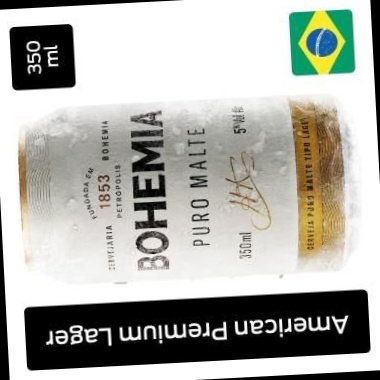 350
ml
FUNDADA EM
1853
CERVEJARIA
PETRÓPOLIS
BOHEMIA
BOHEMIA
PURO MALTE
350ml
5%Vol Alc
CERVEJA PURO MALTE TIPO LAGER
American Premium Lager